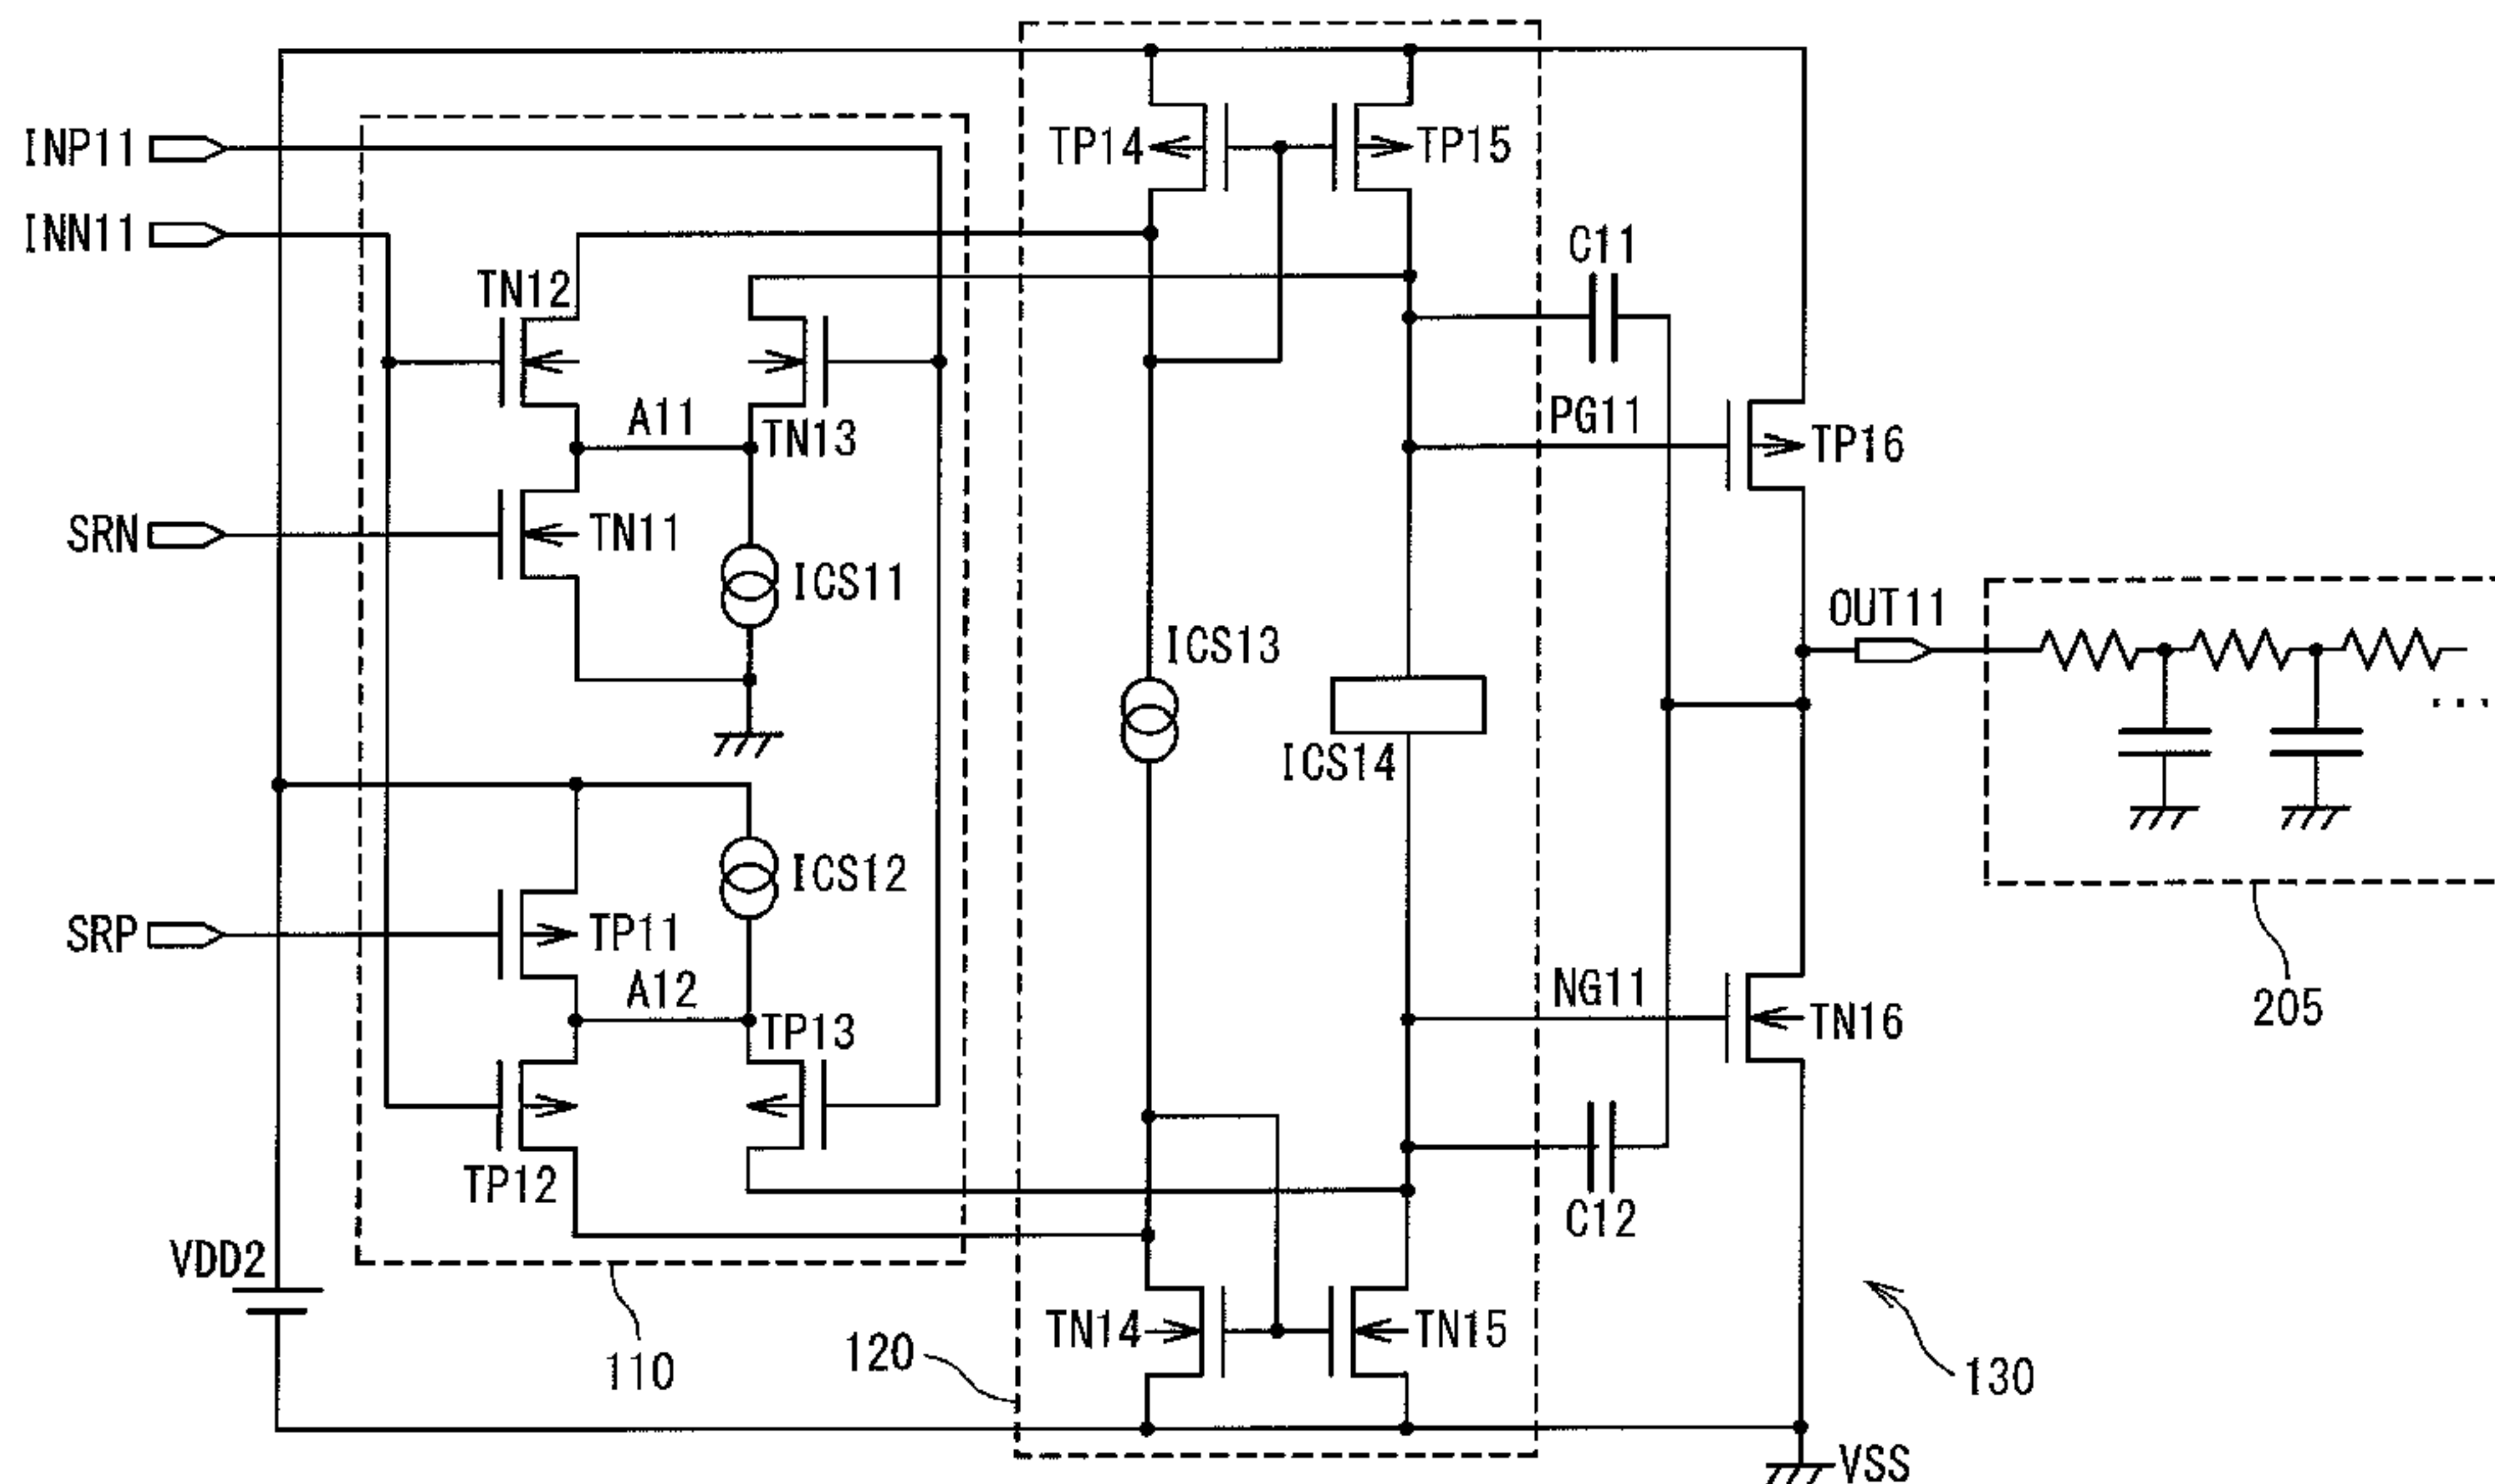 INP11
TP14
TP15
INN11
C11
TN12
A11
TN13
PG11
TP16
SRN
TN11
ICS11
OUT11
ICS13
ICS14
ICS12
SRP
TP11
A12
TP13
NG11
TN16
205
TP12
C12
VDD2
TN14
TN15
120
110
130
VSS